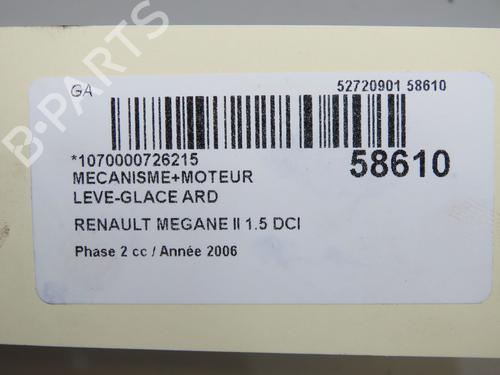 GA
52720901 58610
*1070000726215
58610
MECANISME+MOTEUR
LEVE-GLACE ARD
RENAULT MEGANE II 1.5 DCI
Phase 2 cc / Année 2006
B-PARTS